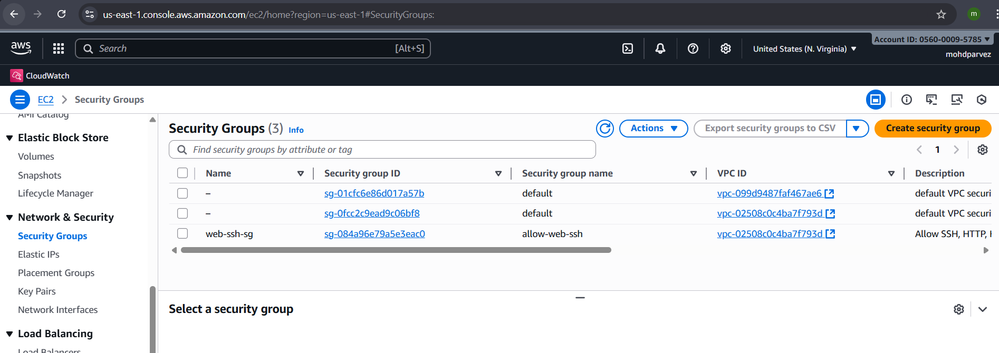 us-east-1.console.aws.amazon.com/ec2/home?region=us-east-1#SecurityGroups:
m
aws
Search
[Alt+S]
United States (N. Virginia)
Account ID: 0560-0009-5785
mohdparvez
CloudWatch
EC2
Security Groups
AMI Catalog
Elastic Block Store
Volumes
Snapshots
Lifecycle Manager
Network & Security
Security Groups
Elastic IPs
Placement Groups
Key Pairs
Network Interfaces
Load Balancing
Load Balancers
Security Groups (3) Info
Actions
Export security groups to CSV
Create security group
Find security groups by attribute or tag
1
Name Security group ID Security group name VPC ID Description
– sg-01cfc6e86d017a57b default vpc-099d9487faf467ae6 default VPC securi
– sg-0fcc2c9ead9c06bf8 default vpc-02508c0c4ba7f793d default VPC securi
web-ssh-sg sg-084a96e79a5e3eac0 allow-web-ssh vpc-02508c0c4ba7f793d Allow SSH, HTTP,
Select a security group